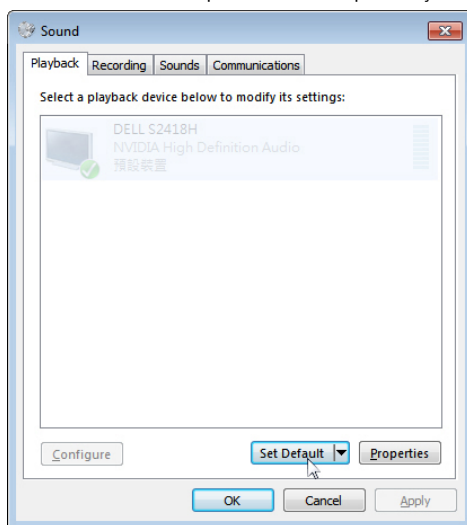 Sound
Playback Recording Sounds Communications
Select a playback device below to modify its settings:
DELL S2418H
NVIDIA High Definition Audio
預設裝置
Configure Set Default Properties
OK Cancel Apply